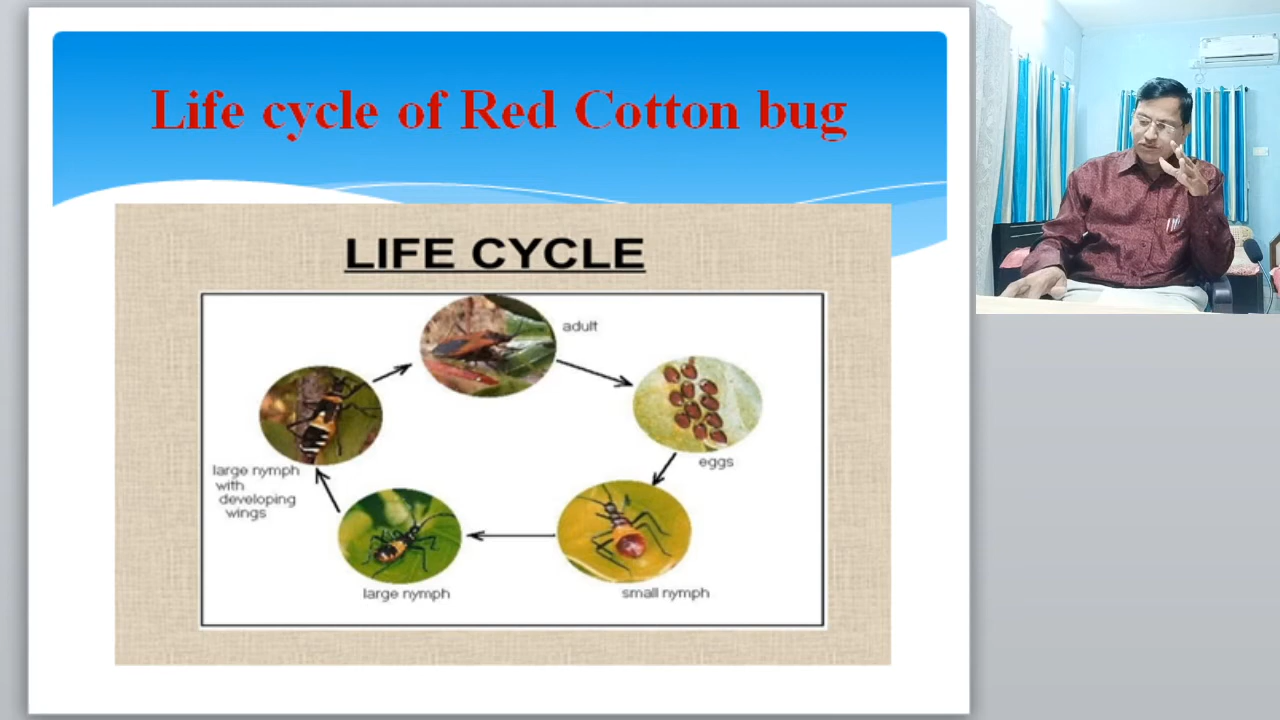 Life cycle of Red Cotton bug
LIFE CYCLE
adult
eggs
large nymph
with
developing
wings
large nymph
small nymph